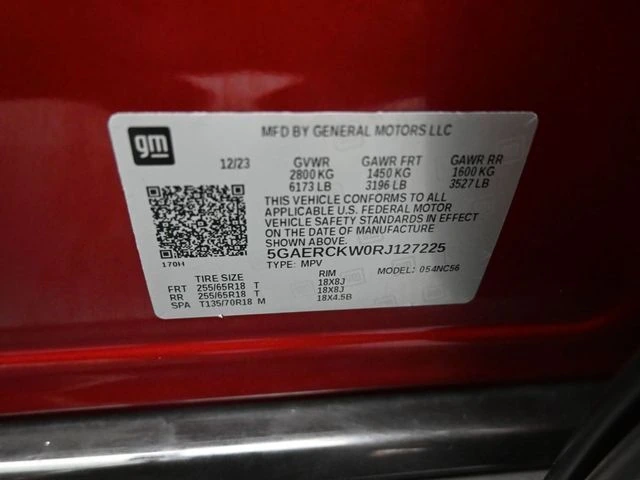 gm
MFD BY GENERAL MOTORS LLC
12/23 GVWR GAWR FRT GAWR RR
2800 KG 1450 KG 1600 KG
6173 LB 3196 LB 3527 LB
THIS VEHICLE CONFORMS TO ALL
APPLICABLE U.S. FEDERAL MOTOR
VEHICLE SAFETY STANDARDS IN EFFECT
ON THE DATE OF MANUFACTURE
SHOWN ABOVE.
5GAERCKW0RJ127225
170H TYPE: MPV MODEL: 054NC56
TIRE SIZE RIM
FRT 255/65R18 T 18X8J
RR 255/65R18 T 18X8J
SPA T135/70R18 M 18X4.5B